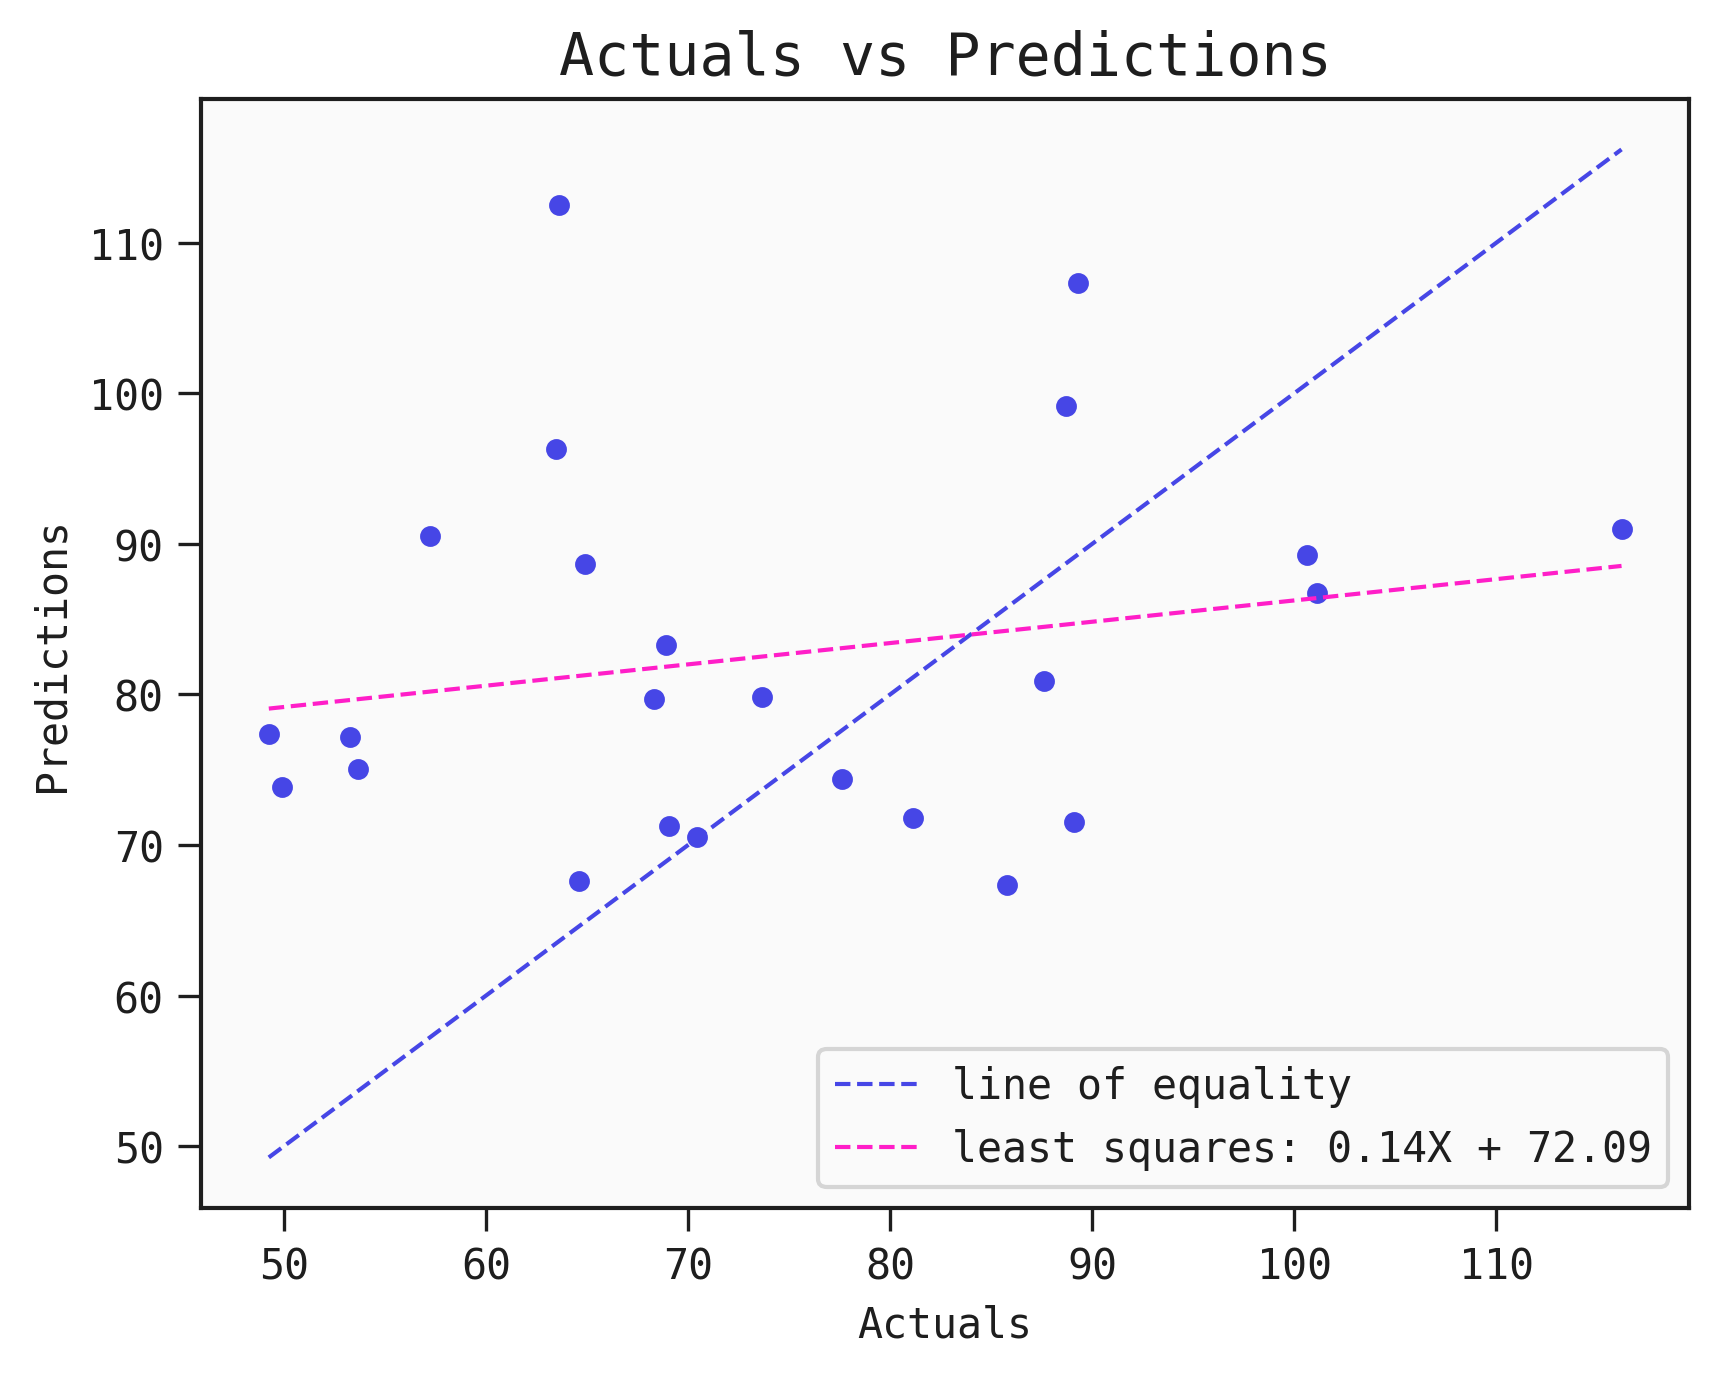 Actuals vs Predictions
110
100
90
80
70
60
50
Predictions
line of equality
least squares: 0.14X + 72.09
50 60 70 80 90 100 110
Actuals